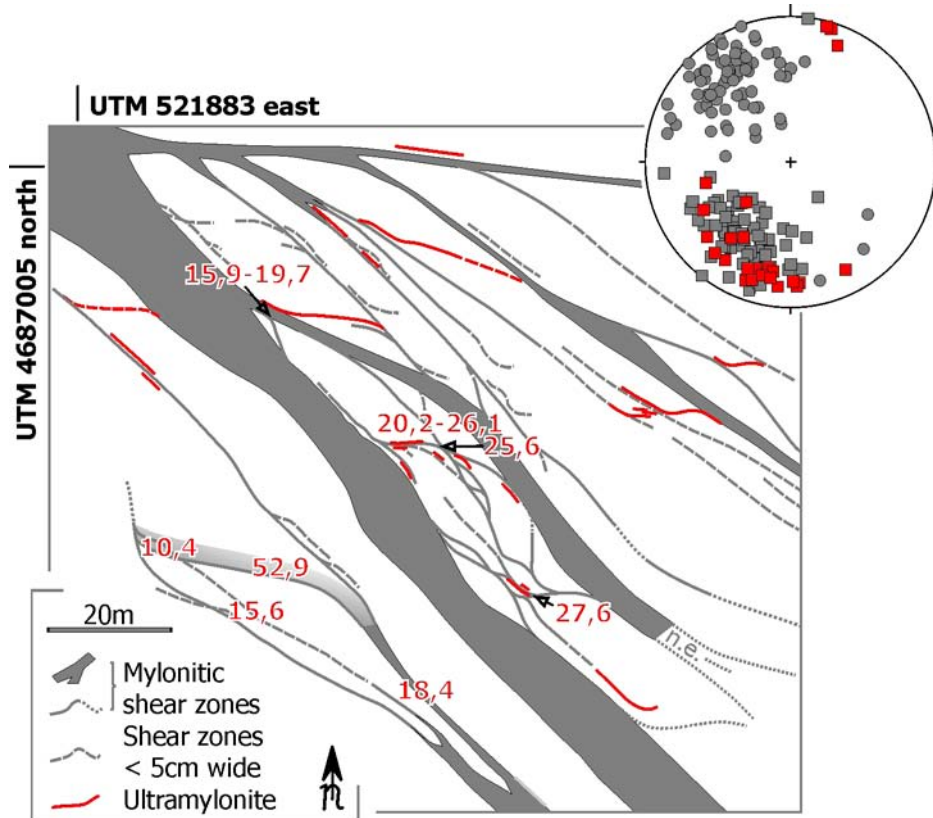 UTM 521883 east
UTM 4687005 north
15,9-19,7
20,2-26,1
25,6
10,4
52,9
15,6
27,6
18,4
n.e.
20m
Mylonitic
shear zones
Shear zones
< 5cm wide
Ultramylonite